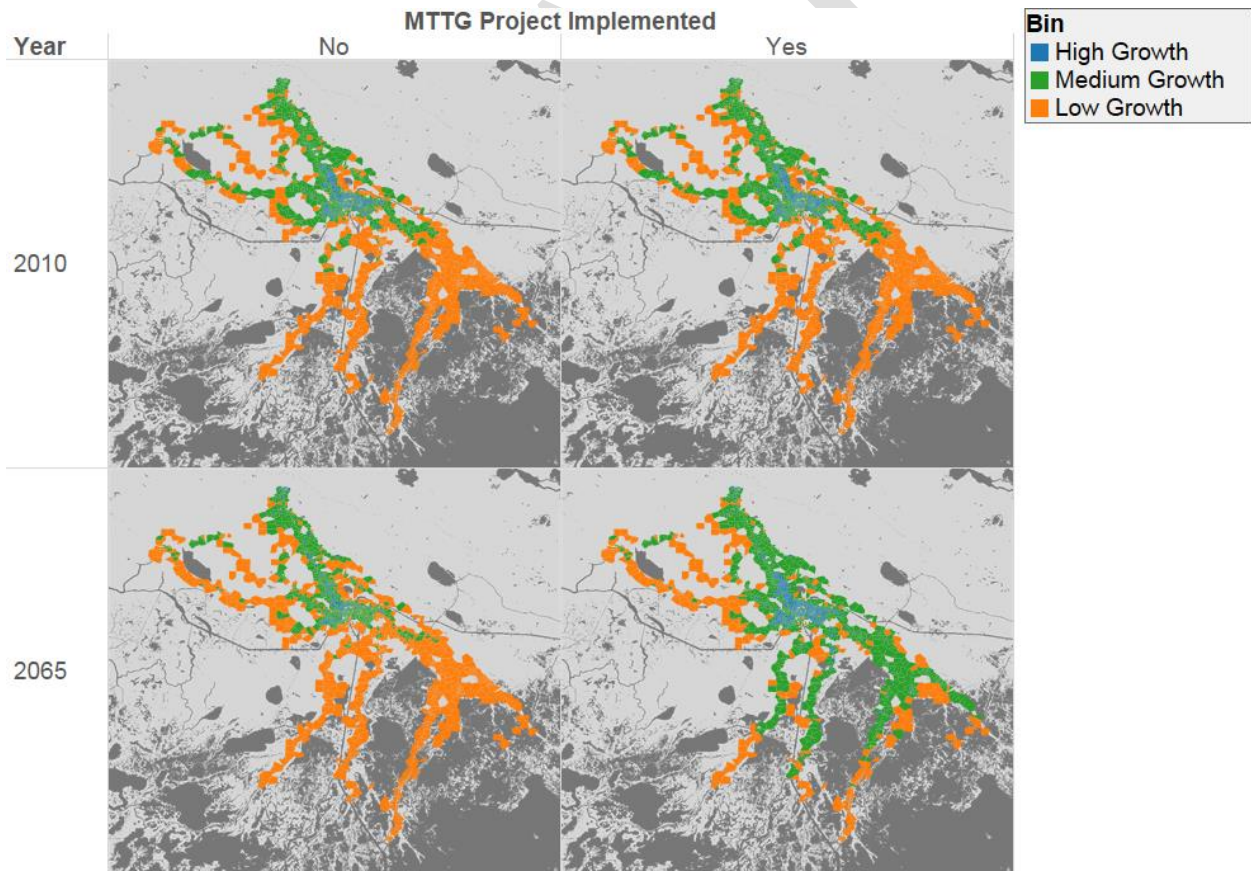 MTTG Project Implemented
Year
No
Yes
2010
2065
Bin
High Growth
Medium Growth
Low Growth